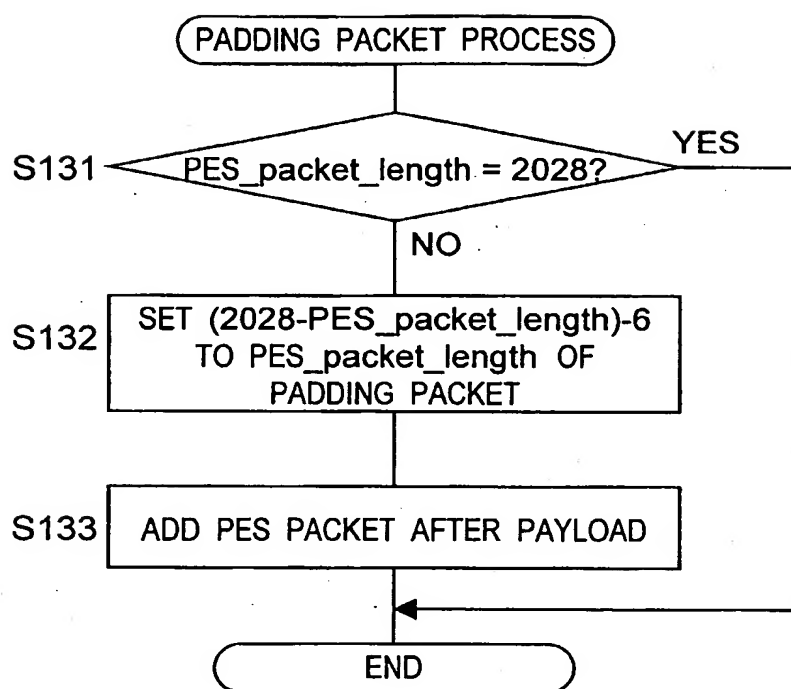 PADDING PACKET PROCESS
YES
S131
PES_packet_length = 2028?
NO
S132
SET (2028-PES_packet_length)-6
TO PES_packet_length OF
PADDING PACKET
S133
ADD PES PACKET AFTER PAYLOAD
END